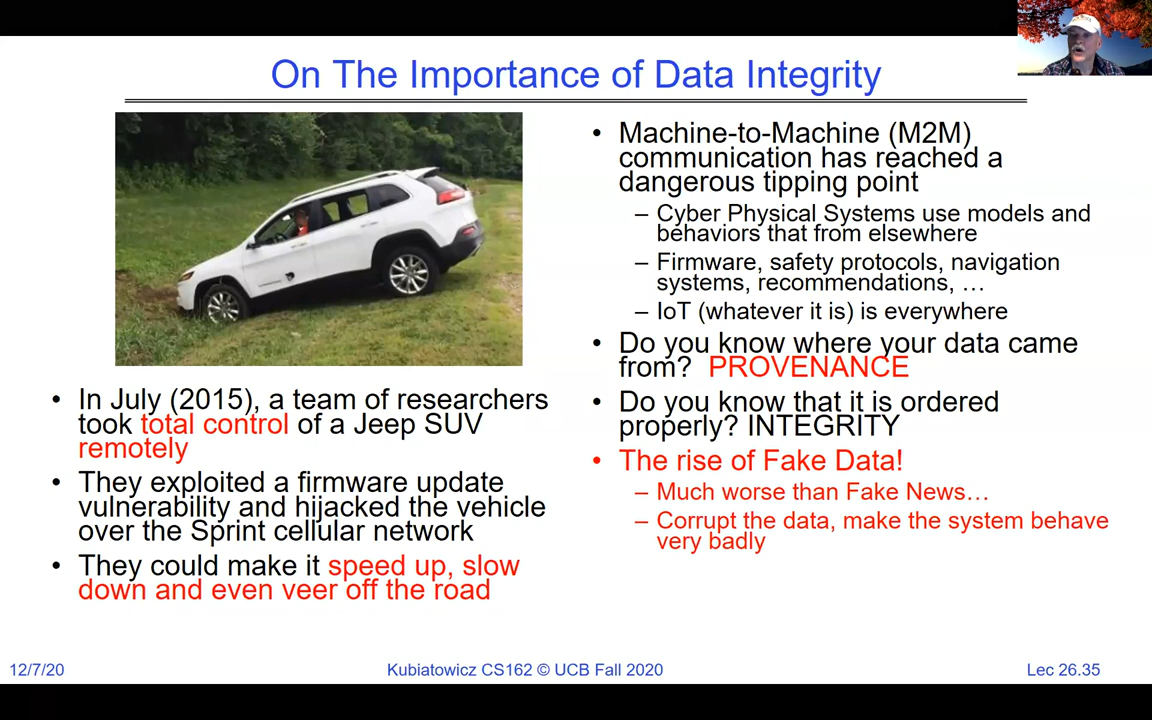 On The Importance of Data Integrity
• In July (2015), a team of researchers
took total control of a Jeep SUV
remotely
• They exploited a firmware update
vulnerability and hijacked the vehicle
over the Sprint cellular network
• They could make it speed up, slow
down and even veer off the road
• Machine-to-Machine (M2M)
communication has reached a
dangerous tipping point
– Cyber Physical Systems use models and
behaviors that from elsewhere
– Firmware, safety protocols, navigation
systems, recommendations, …
– IoT (whatever it is) is everywhere
• Do you know where your data came
from? PROVENANCE
• Do you know that it is ordered
properly? INTEGRITY
• The rise of Fake Data!
– Much worse than Fake News…
– Corrupt the data, make the system behave
very badly
12/7/20
Kubiatowicz CS162 © UCB Fall 2020
Lec 26.35